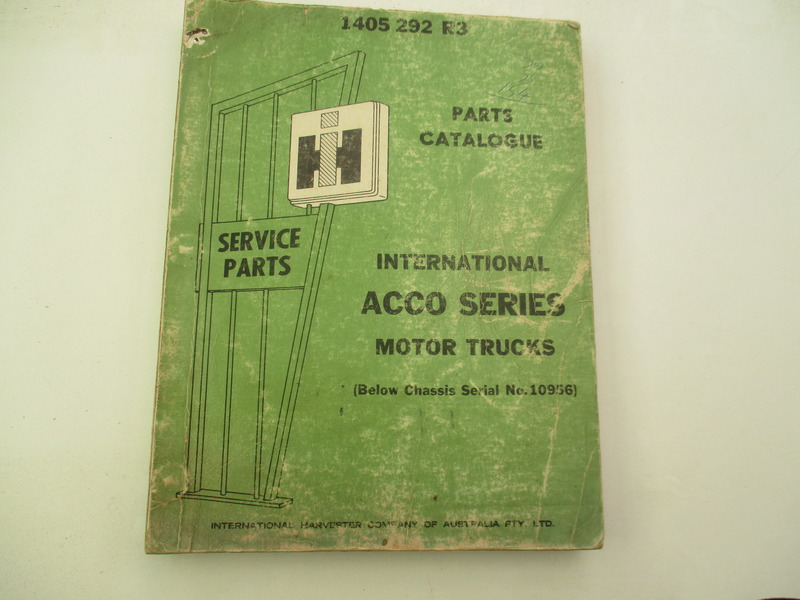 1405 292 R3
PARTS
CATALOGUE
IH
SERVICE
PARTS
INTERNATIONAL
ACCO SERIES
MOTOR TRUCKS
(Below Chassis Serial No. 10956)
INTERNATIONAL HARVESTER COMPANY OF AUSTRALIA PTY. LTD.